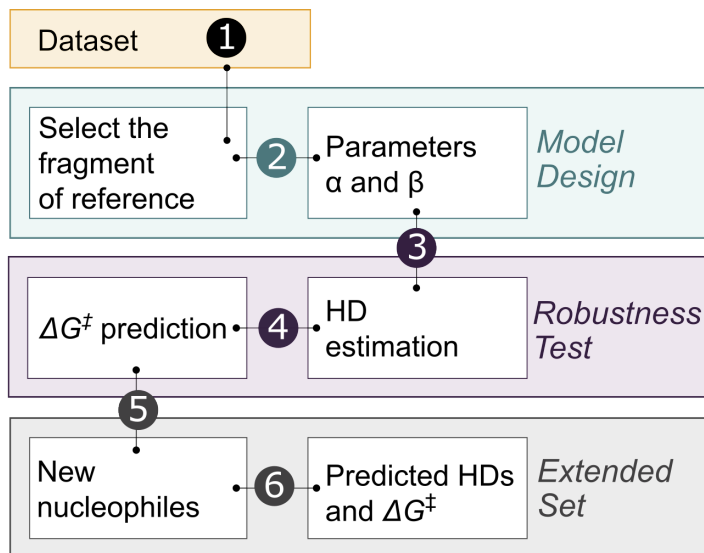 Dataset
1
Select the
fragment
of reference
2
Parameters
α and β
Model
Design
3
ΔG‡ prediction
4
HD
estimation
Robustness
Test
5
New
nucleophiles
6
Predicted HDs
and ΔG‡
Extended
Set